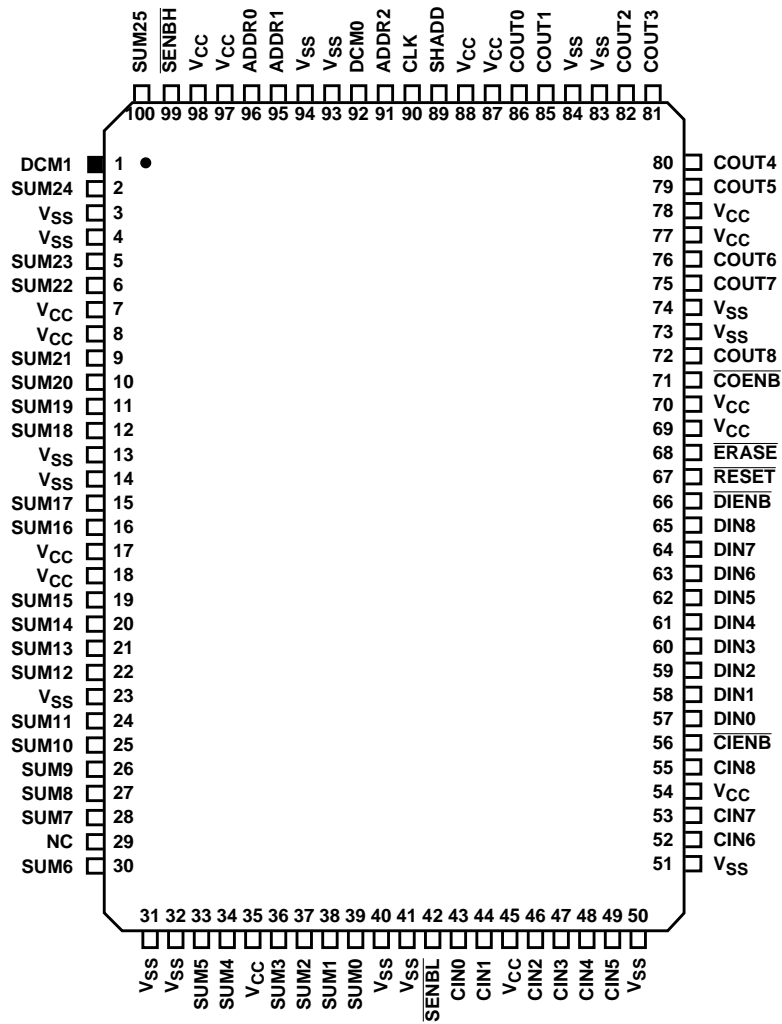 SUM25 SENBH VCC VCC ADDR0 ADDR1 VSS VSS DCM0 ADDR2 CLK SHADD VCC VCC COUT0 COUT1 VSS VSS COUT2 COUT3
100 99 98 97 96 95 94 93 92 91 90 89 88 87 86 85 84 83 82 81
DCM1 1 80 COUT4
SUM24 2 79 COUT5
VSS 3 78 VCC
VSS 4 77 VCC
SUM23 5 76 COUT6
SUM22 6 75 COUT7
VCC 7 74 VSS
VCC 8 73 VSS
SUM21 9 72 COUT8
SUM20 10 71 COENB
SUM19 11 70 VCC
SUM18 12 69 VCC
VSS 13 68 ERASE
VSS 14 67 RESET
SUM17 15 66 DIENB
SUM16 16 65 DIN8
VCC 17 64 DIN7
VCC 18 63 DIN6
SUM15 19 62 DIN5
SUM14 20 61 DIN4
SUM13 21 60 DIN3
SUM12 22 59 DIN2
VSS 23 58 DIN1
SUM11 24 57 DIN0
SUM10 25 56 CIENB
SUM9 26 55 CIN8
SUM8 27 54 VCC
SUM7 28 53 CIN7
NC 29 52 CIN6
SUM6 30 51 VSS
31 32 33 34 35 36 37 38 39 40 41 42 43 44 45 46 47 48 49 50
VSS VSS SUM5 SUM4 VCC SUM3 SUM2 SUM1 SUM0 VSS VSS SENBL CIN0 CIN1 VCC CIN2 CIN3 CIN4 CIN5 VSS